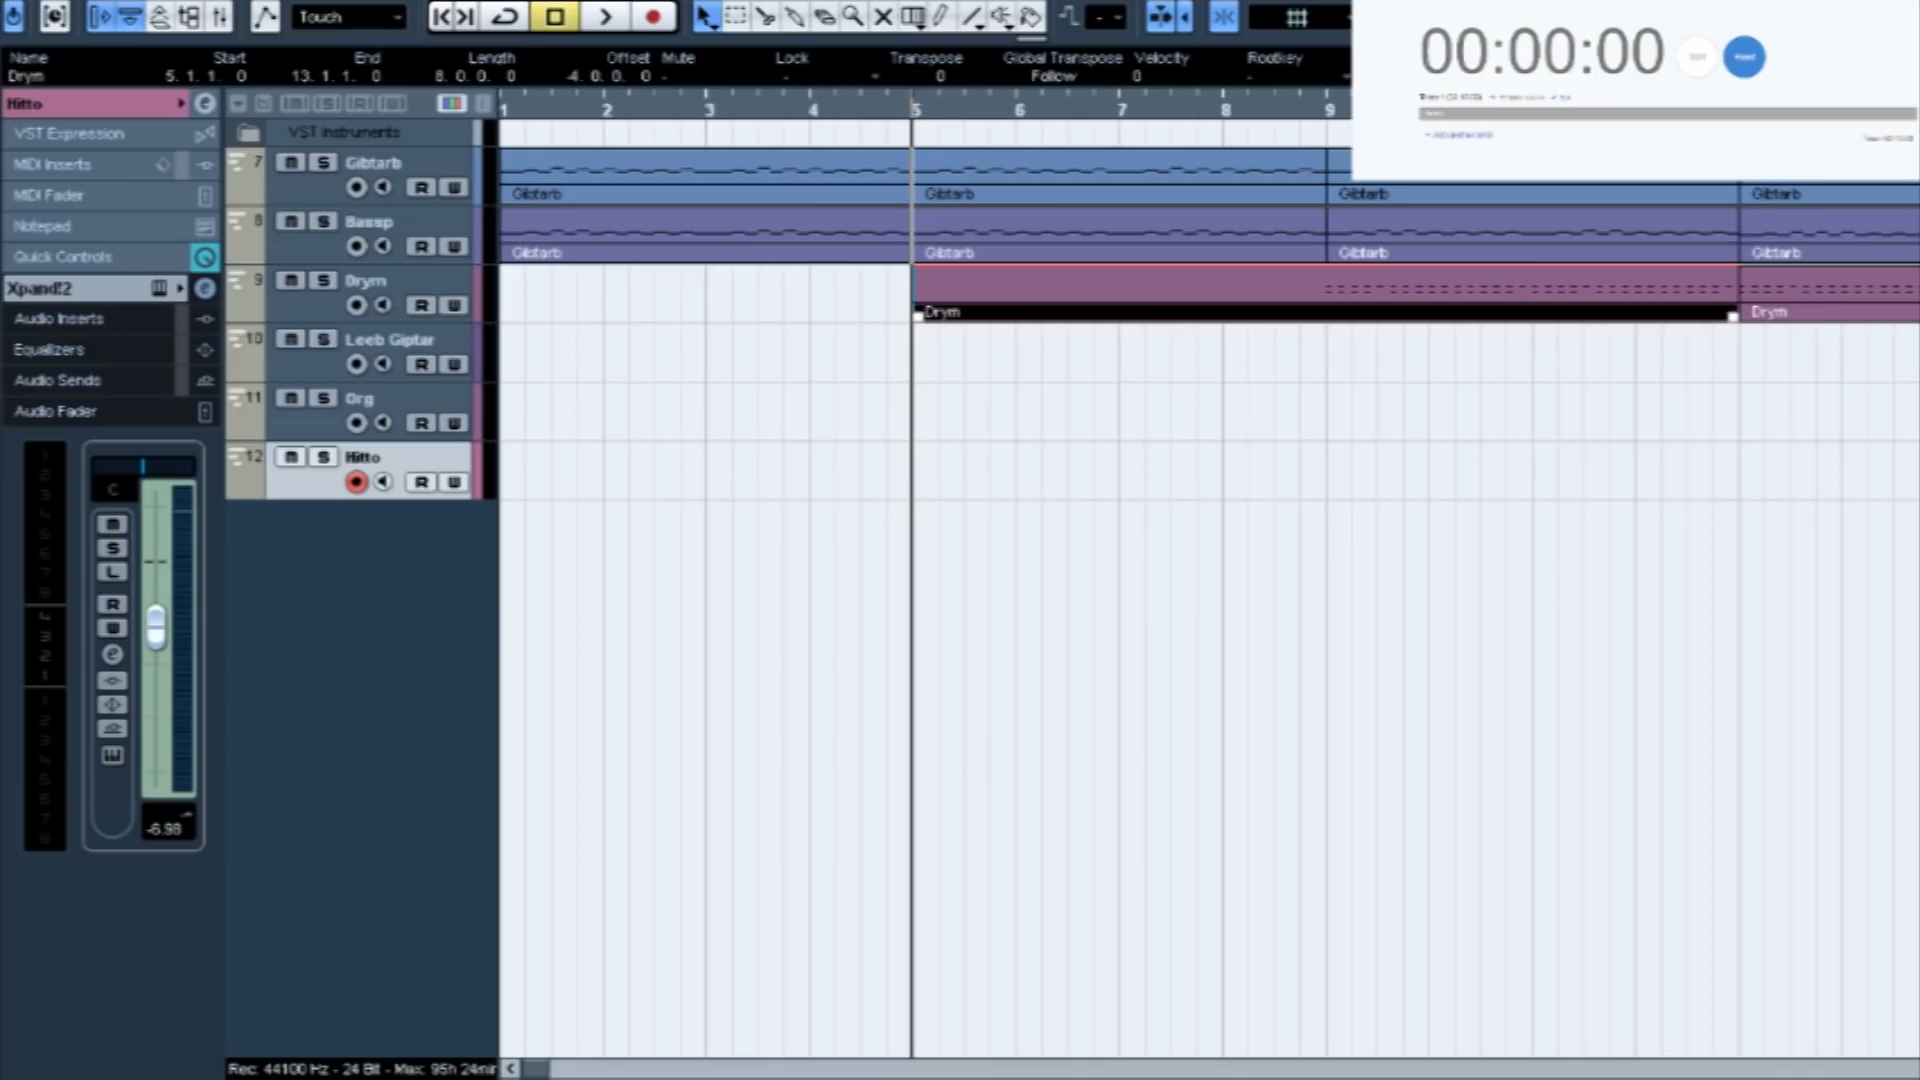 Touch
00:00:00
Name Start End Length Offset Mute Lock Transpose Global Transpose Velocity Rootkey
Drym 5. 1. 1. 0 13. 1. 1. 0 8. 0. 0. 0 -4. 0. 0. 0 - - 0 Follow 0 -
Hitto
1 2 3 4 5 6 7 8 9
VST Expression
VST Instruments
MIDI Inserts
7 m S Gibtarb
R W
MIDI Fader
Gibtarb Gibtarb Gibtarb Gibtarb
Notepad
8 m S Bassp
R W
Quick Controls
Gibtarb Gibtarb Gibtarb Gibtarb
Xpand!2
9 m S Drym
R W
Drym Drym
Audio Inserts
Equalizers
10 m S Leeb Giptar
R W
Audio Sends
11 m S Org
R W
Audio Fader
12 m S Hitto
R W
C
m
S
L
R
W
e
-6.98
Rec: 44100 Hz - 24 Bit - Max: 95h 24min